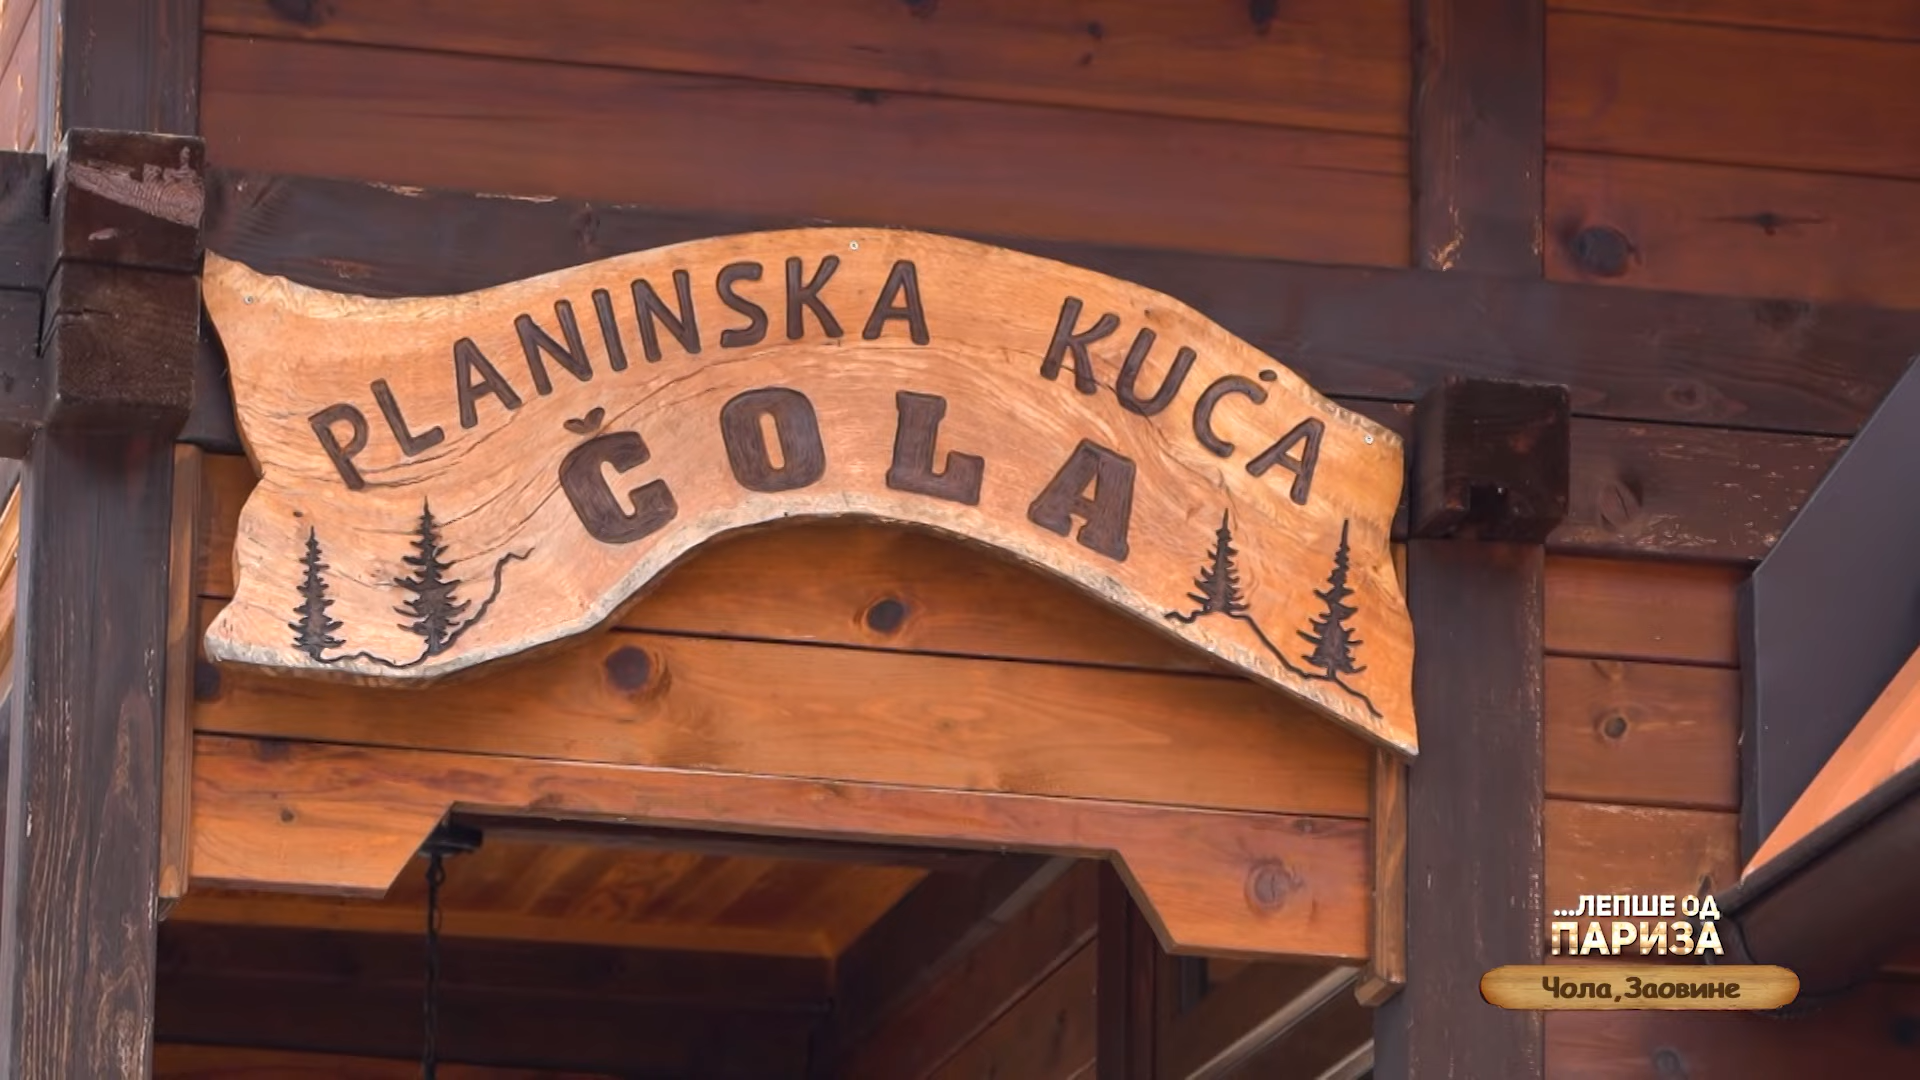 PLANINSKA KUĆA
ČOLA
...ЛЕПШЕ ОД
ПАРИЗА
Чола, Заовине